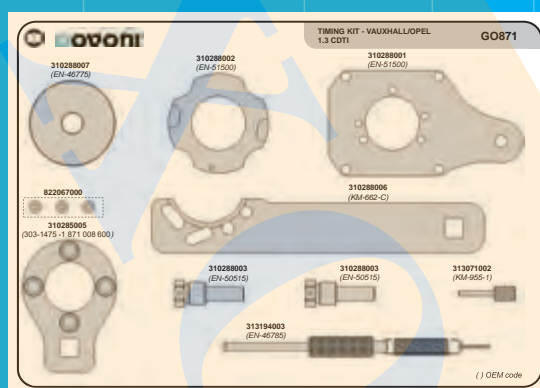 TIMING KIT - VAUXHALL/OPEL
1.3 CDTI
GO871
310288007
(EN-46775)
310288002
(EN-51500)
310288001
(EN-51500)
822067000
310285005
(303-1475 -1 871 008 600)
310288006
(KM-662-C)
310288003
(EN-50515)
310288003
(EN-50515)
313071002
(KM-955-1)
313194003
(EN-46785)
( ) OEM code